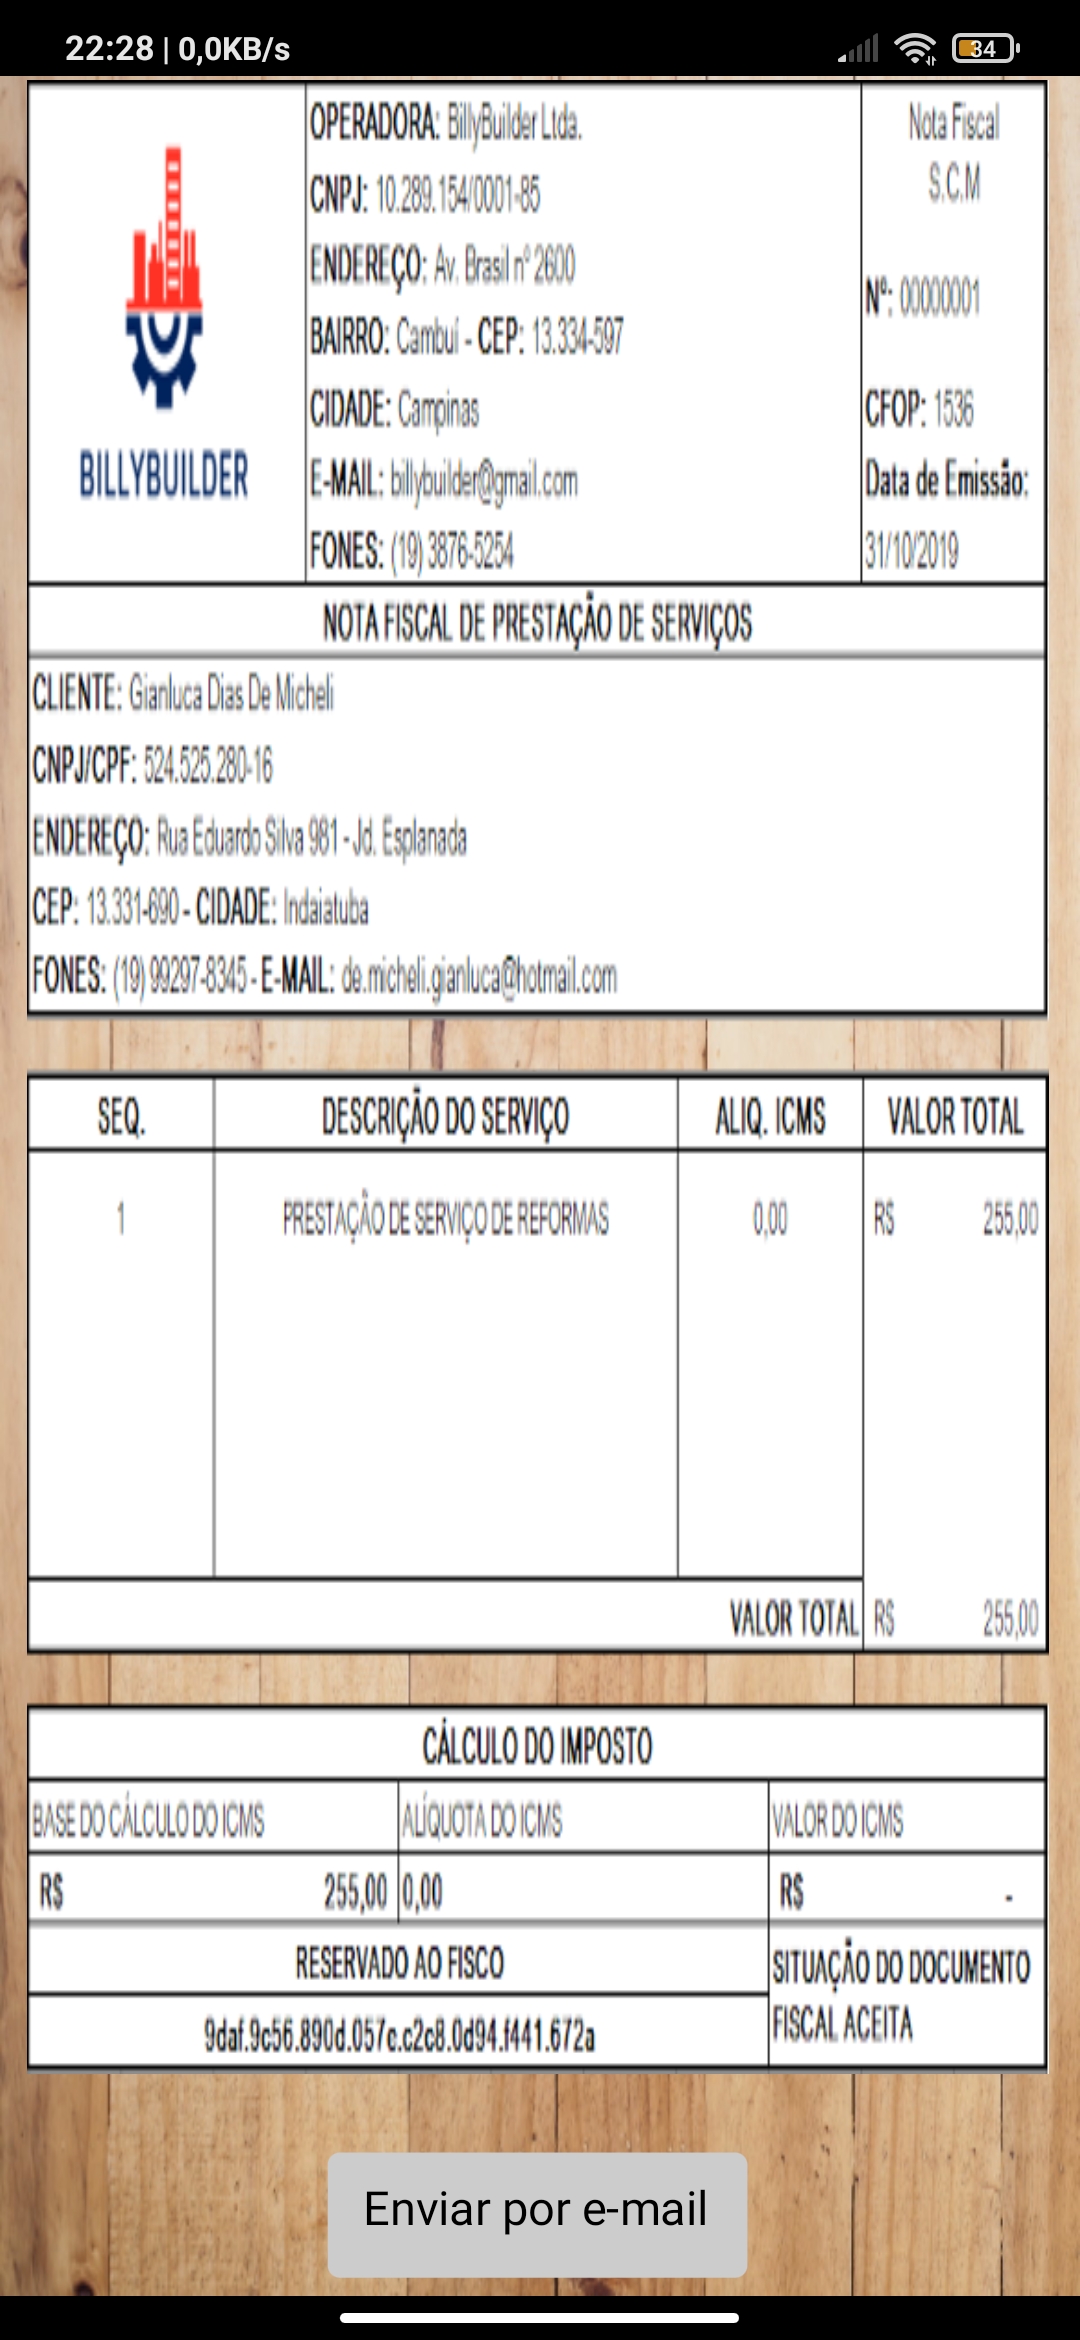 22:28 | 0,0KB/s
34
BILLYBUILDER
OPERADORA: BillyBuilder Ltda.
CNPJ: 10.289.154/0001-85
ENDEREÇO: Av. Brasil nº 2600
BAIRRO: Cambuí - CEP: 13.334-597
CIDADE: Campinas
E-MAIL: billybuilder@gmail.com
FONES: (19) 3876-5254
Nota Fiscal
S.C.M
Nº: 00000001
CFOP: 1536
Data de Emissão:
31/10/2019
NOTA FISCAL DE PRESTAÇÃO DE SERVIÇOS
CLIENTE: Gianluca Dias De Micheli
CNPJ/CPF: 524.525.280-16
ENDEREÇO: Rua Eduardo Silva 981 - Jd. Esplanada
CEP: 13.331-690 - CIDADE: Indaiatuba
FONES: (19) 99297-8345 - E-MAIL: de.micheli.gianluca@hotmail.com
SEQ. DESCRIÇÃO DO SERVIÇO ALIQ. ICMS VALOR TOTAL
1 PRESTAÇÃO DE SERVIÇO DE REFORMAS 0,00 R$ 255,00
VALOR TOTAL R$ 255,00
CÁLCULO DO IMPOSTO
BASE DO CÁLCULO DO ICMS ALÍQUOTA DO ICMS VALOR DO ICMS
R$ 255,00 0,00 R$ -
RESERVADO AO FISCO
9daf.9c56.890d.057c.c2c8.0d94.f441.672a
SITUAÇÃO DO DOCUMENTO
FISCAL ACEITA
Enviar por e-mail